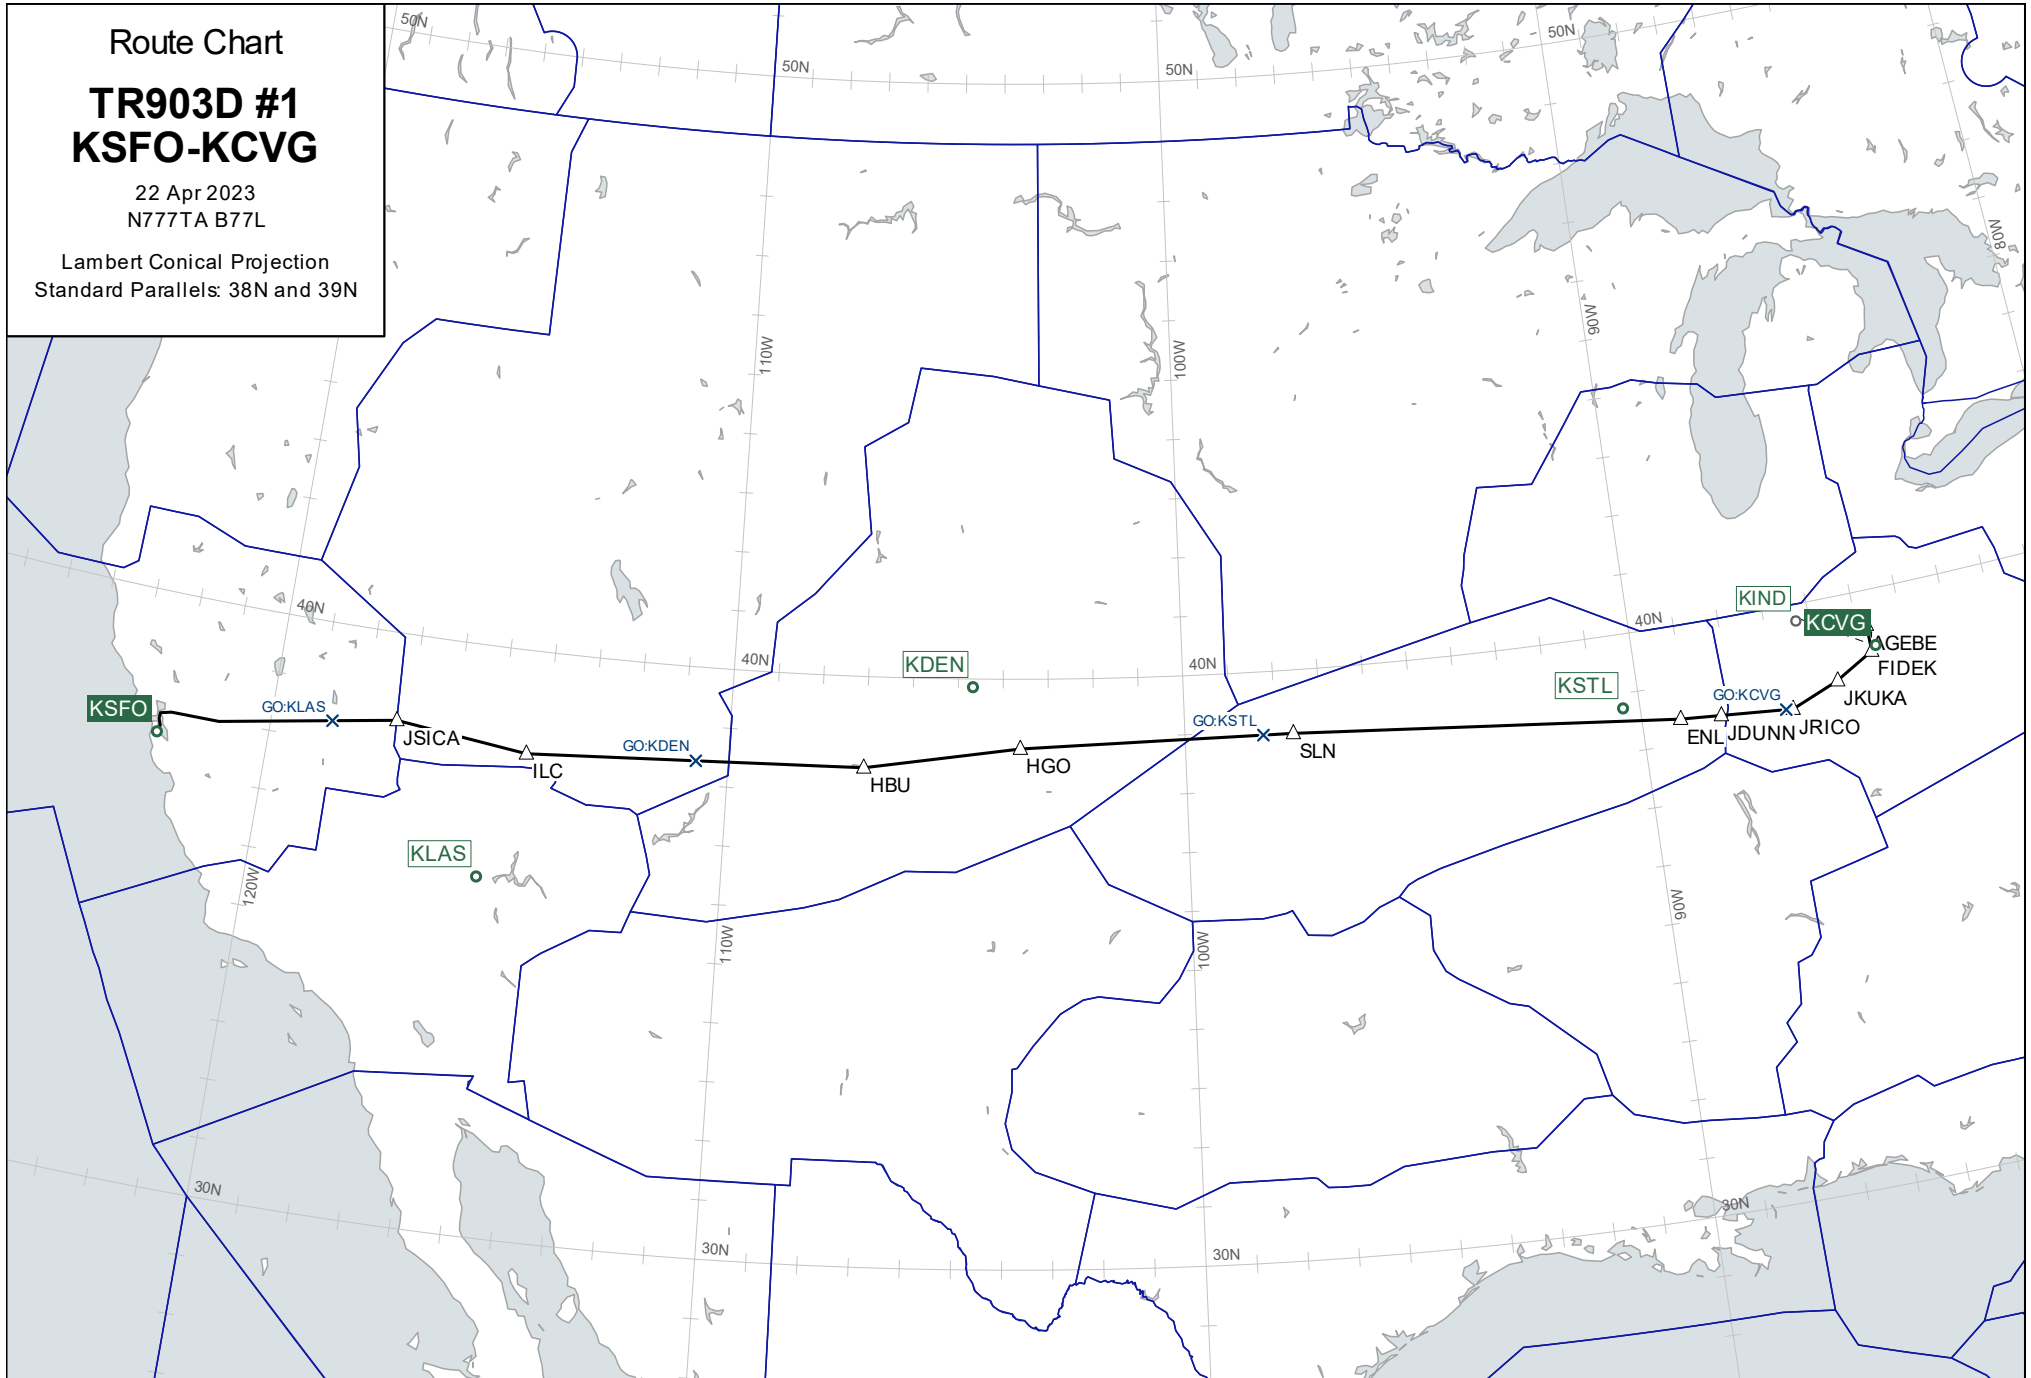 Route Chart
TR903D #1
KSFO-KCVG
22 Apr 2023
N777TA B77L
Lambert Conical Projection
Standard Parallels: 38N and 39N
50N
50N
50N
50N
80W
110W
100W
90W
40N
40N
40N
40N
KIND
KCVG
AGEBE
FIDEK
JKUKA
JRICO
GO:KCVG
JDUNN
ENL
KSTL
SLN
GO:KSTL
KDEN
HGO
HBU
GO:KDEN
ILC
JSICA
GO:KLAS
KSFO
KLAS
120W
110W
100W
90W
30N
30N
30N
30N